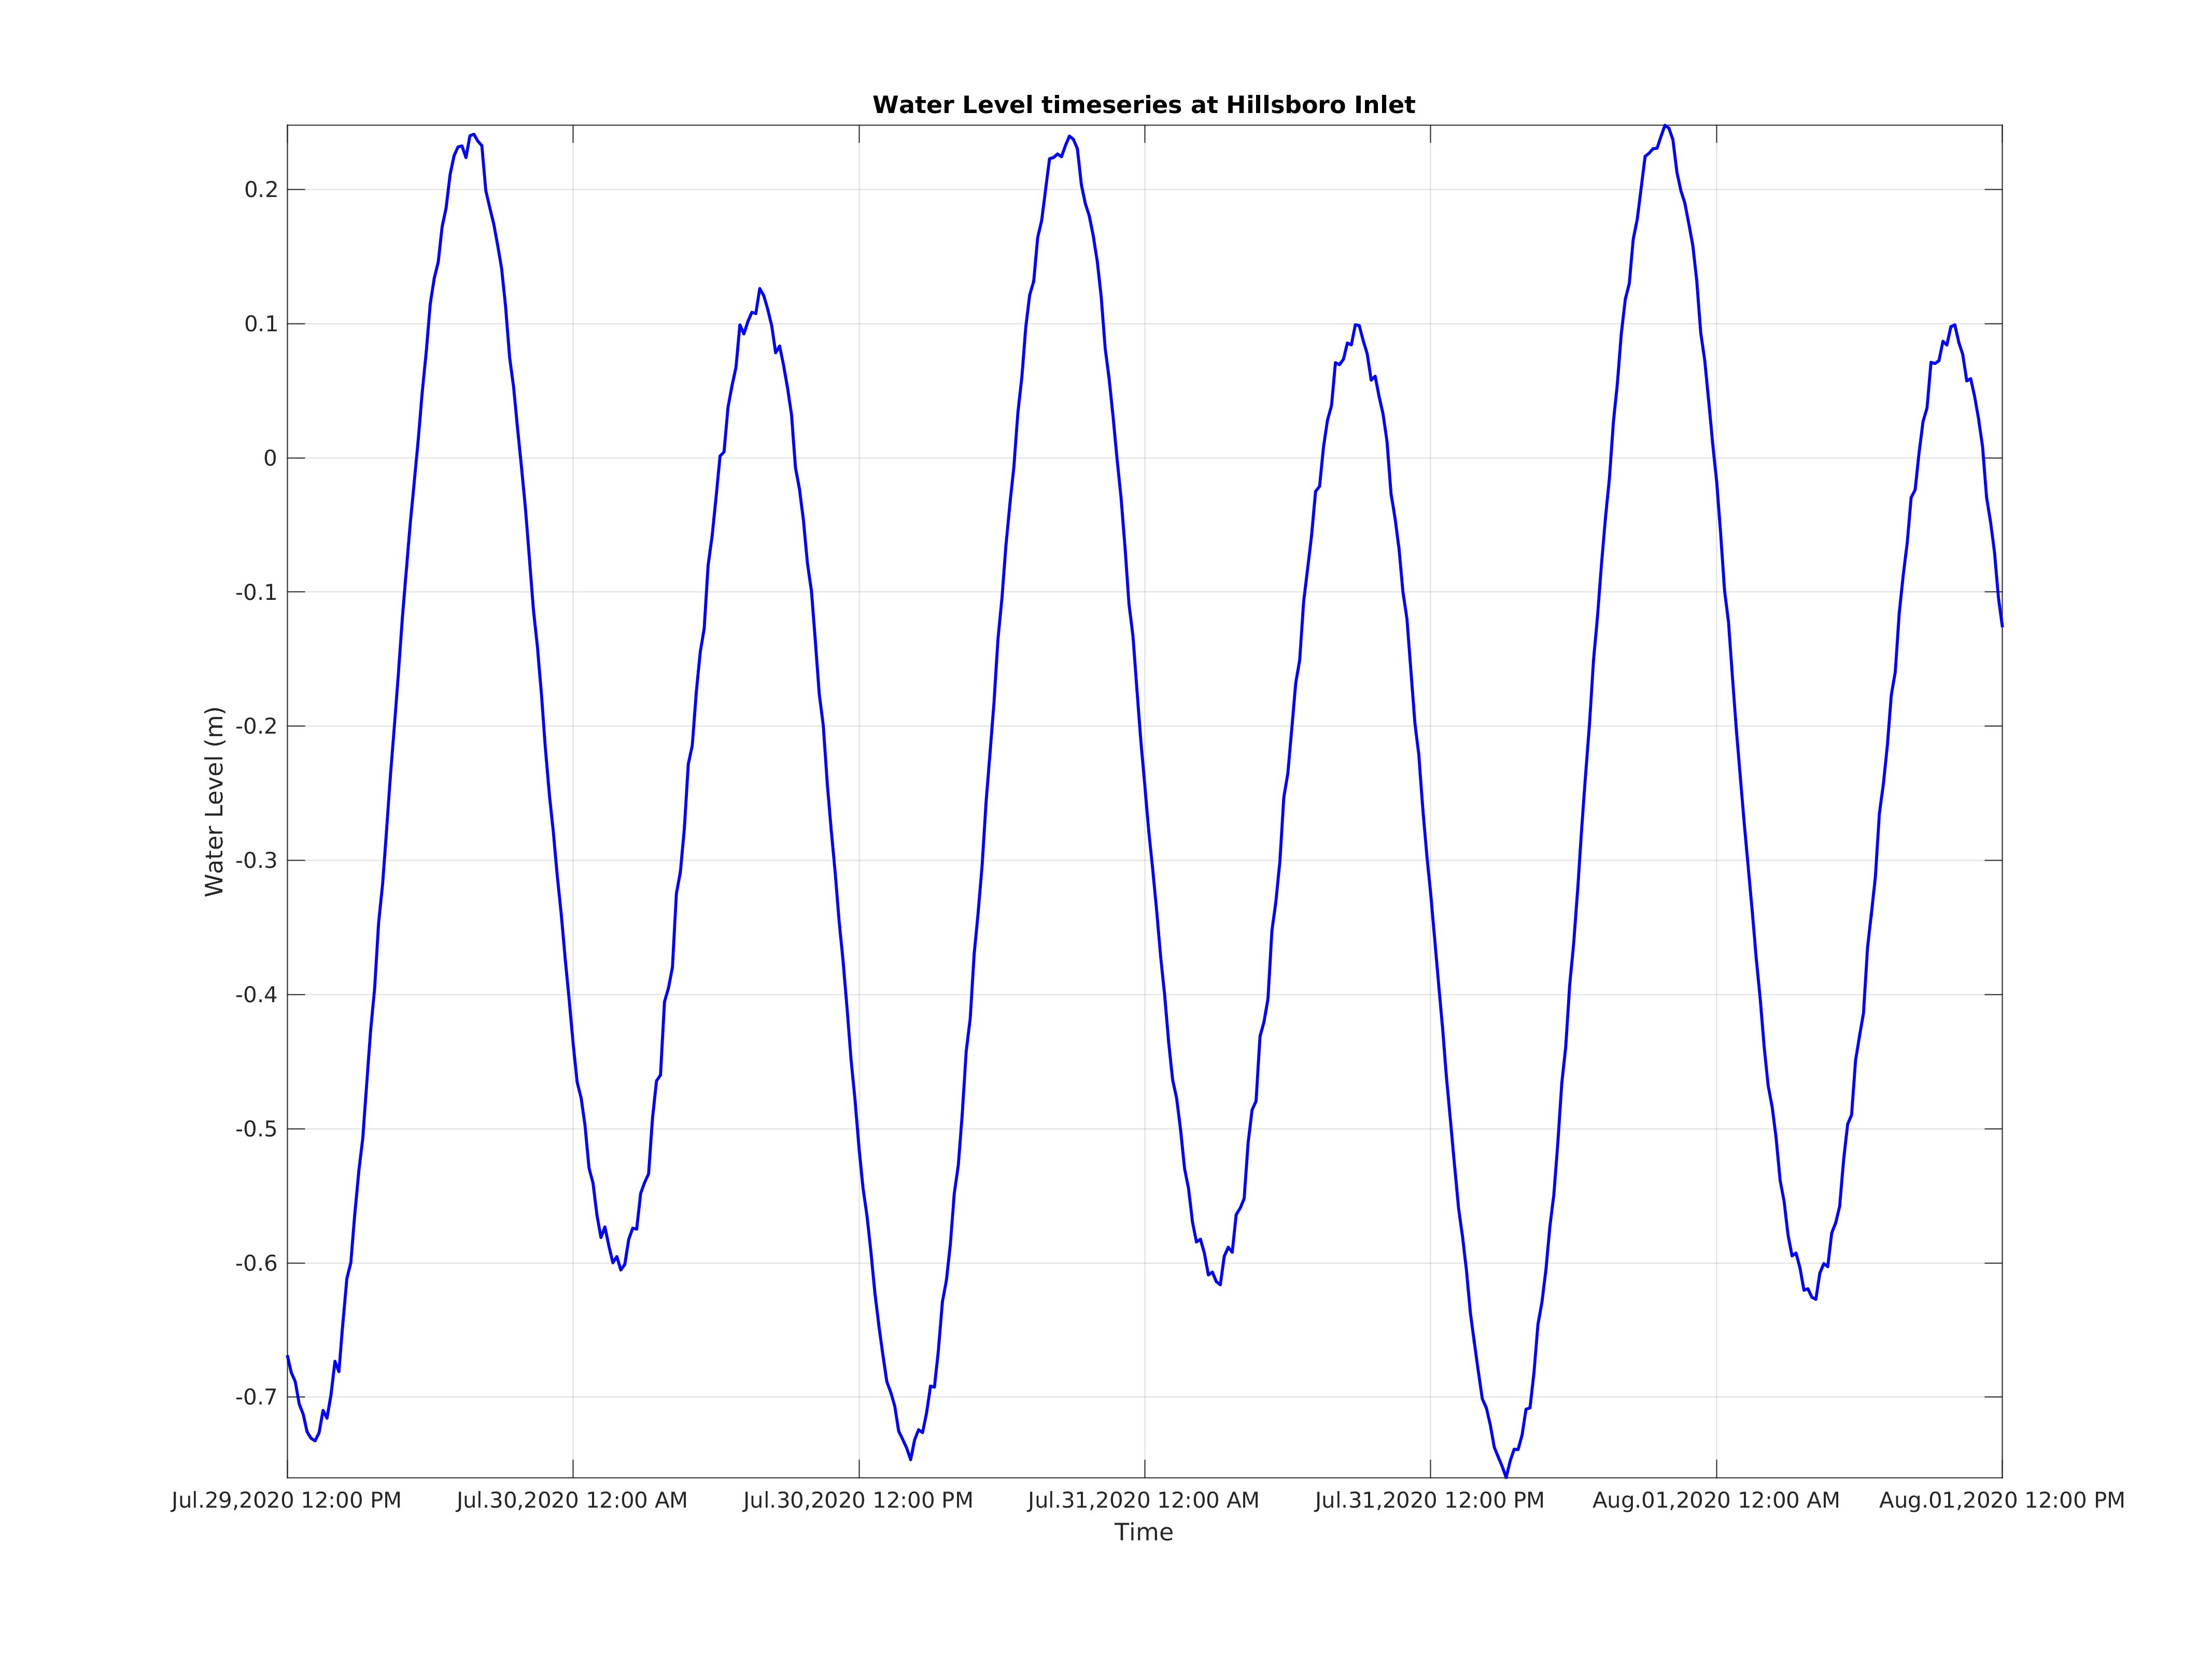 Water Level timeseries at Hillsboro Inlet
Water Level (m)
0.2
0.1
0
-0.1
-0.2
-0.3
-0.4
-0.5
-0.6
-0.7
Jul.29,2020 12:00 PM
Jul.30,2020 12:00 AM
Jul.30,2020 12:00 PM
Jul.31,2020 12:00 AM
Jul.31,2020 12:00 PM
Aug.01,2020 12:00 AM
Aug.01,2020 12:00 PM
Time